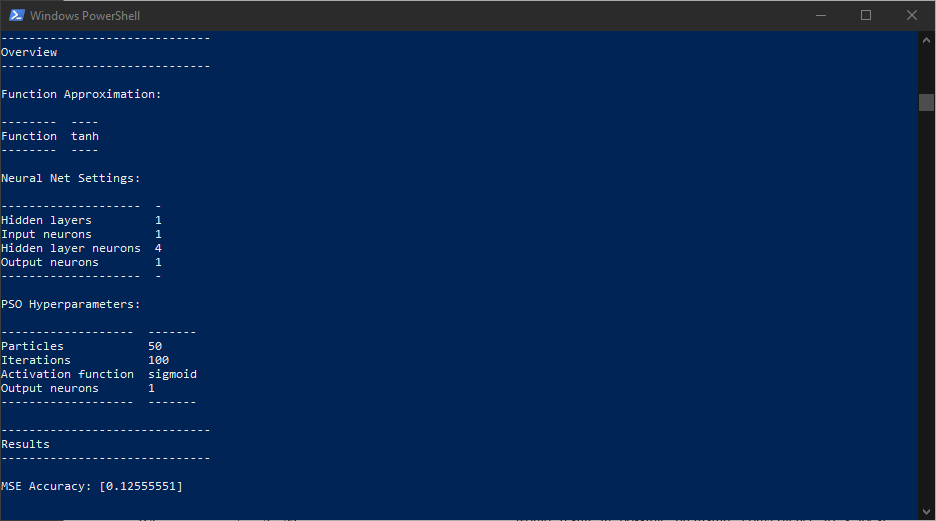 Windows PowerShell
------------------------------
Overview
------------------------------
Function Approximation:
--------  ----
Function  tanh
--------  ----
Neural Net Settings:
--------------------  -
Hidden layers         1
Input neurons         1
Hidden layer neurons  4
Output neurons        1
--------------------  -
PSO Hyperparameters:
-------------------  -------
Particles            50
Iterations           100
Activation function  sigmoid
Output neurons       1
-------------------  -------
------------------------------
Results
------------------------------
MSE Accuracy: [0.12555551]